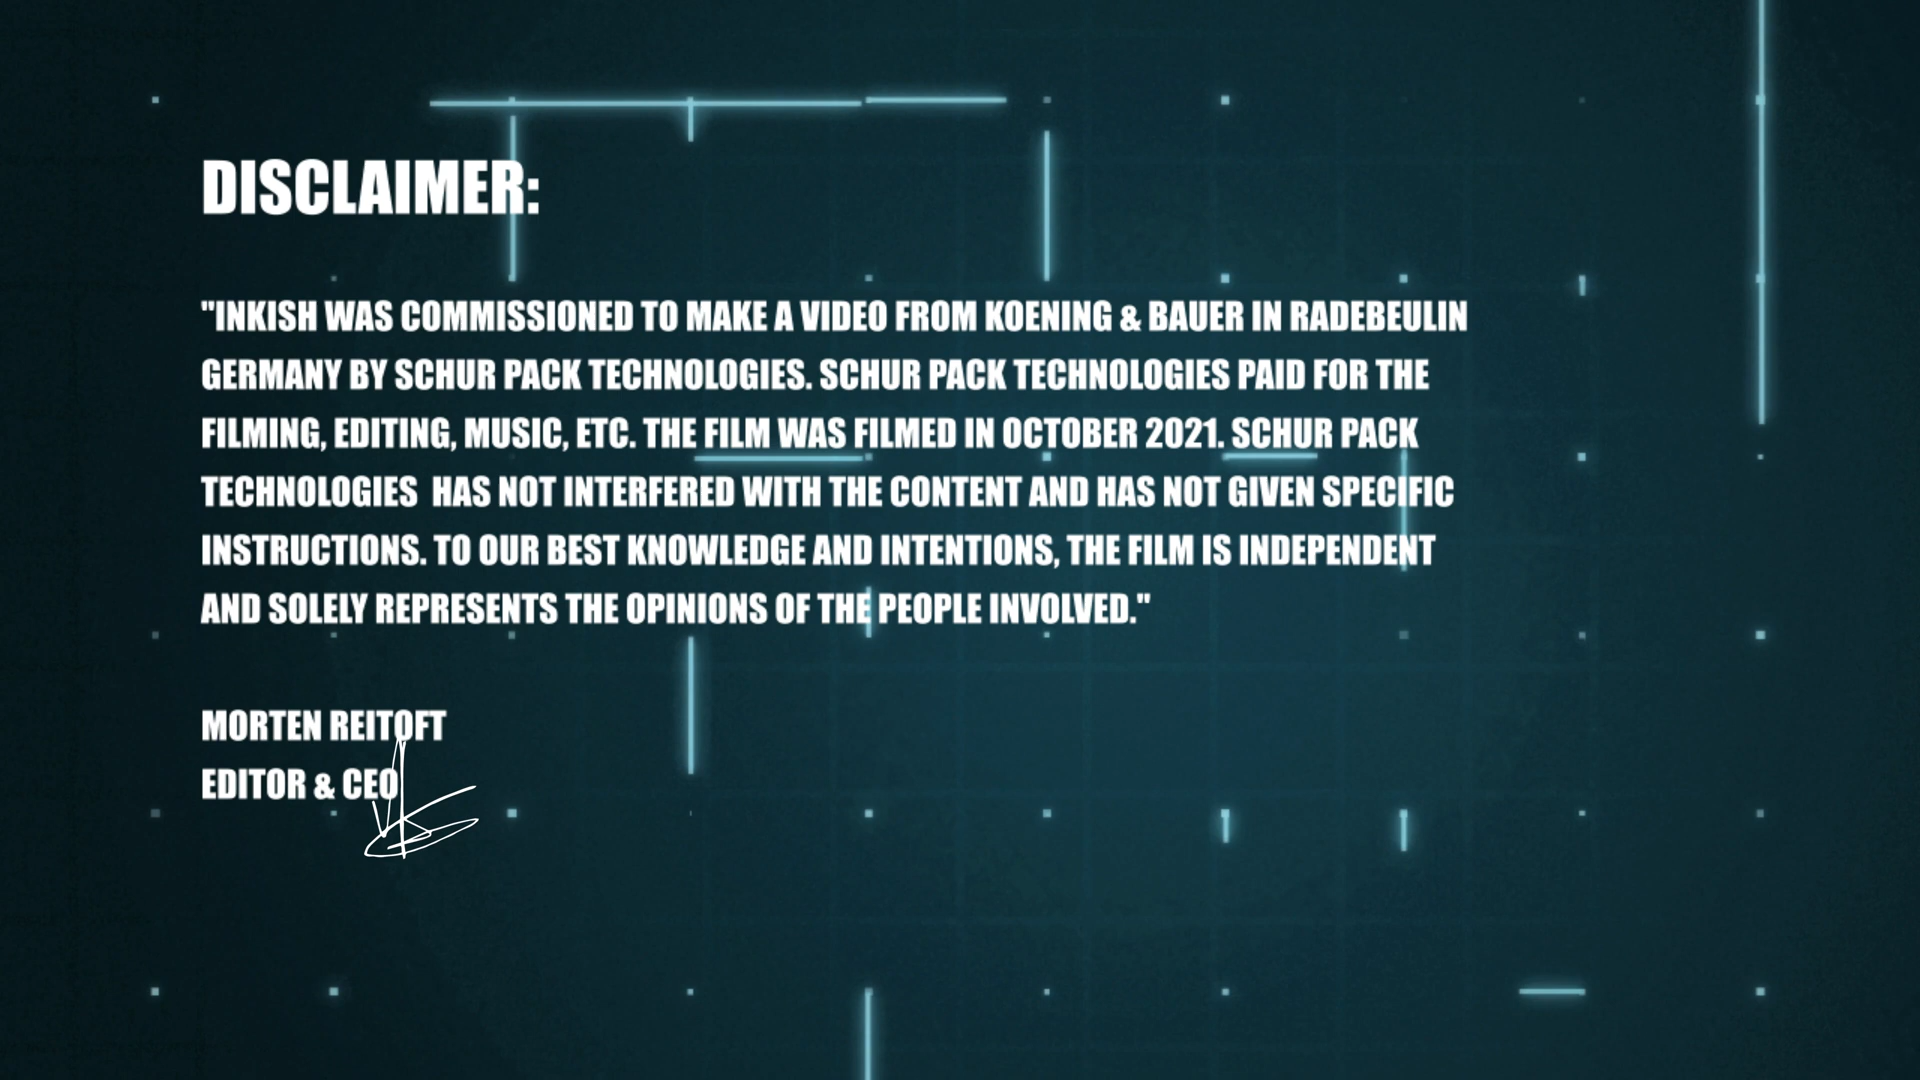 DISCLAIMER:
"INKISH WAS COMMISSIONED TO MAKE A VIDEO FROM KOENING & BAUER IN RADEBEULIN
GERMANY BY SCHUR PACK TECHNOLOGIES. SCHUR PACK TECHNOLOGIES PAID FOR THE
FILMING, EDITING, MUSIC, ETC. THE FILM WAS FILMED IN OCTOBER 2021. SCHUR PACK
TECHNOLOGIES  HAS NOT INTERFERED WITH THE CONTENT AND HAS NOT GIVEN SPECIFIC
INSTRUCTIONS. TO OUR BEST KNOWLEDGE AND INTENTIONS, THE FILM IS INDEPENDENT
AND SOLELY REPRESENTS THE OPINIONS OF THE PEOPLE INVOLVED."
MORTEN REITOFT
EDITOR & CEO